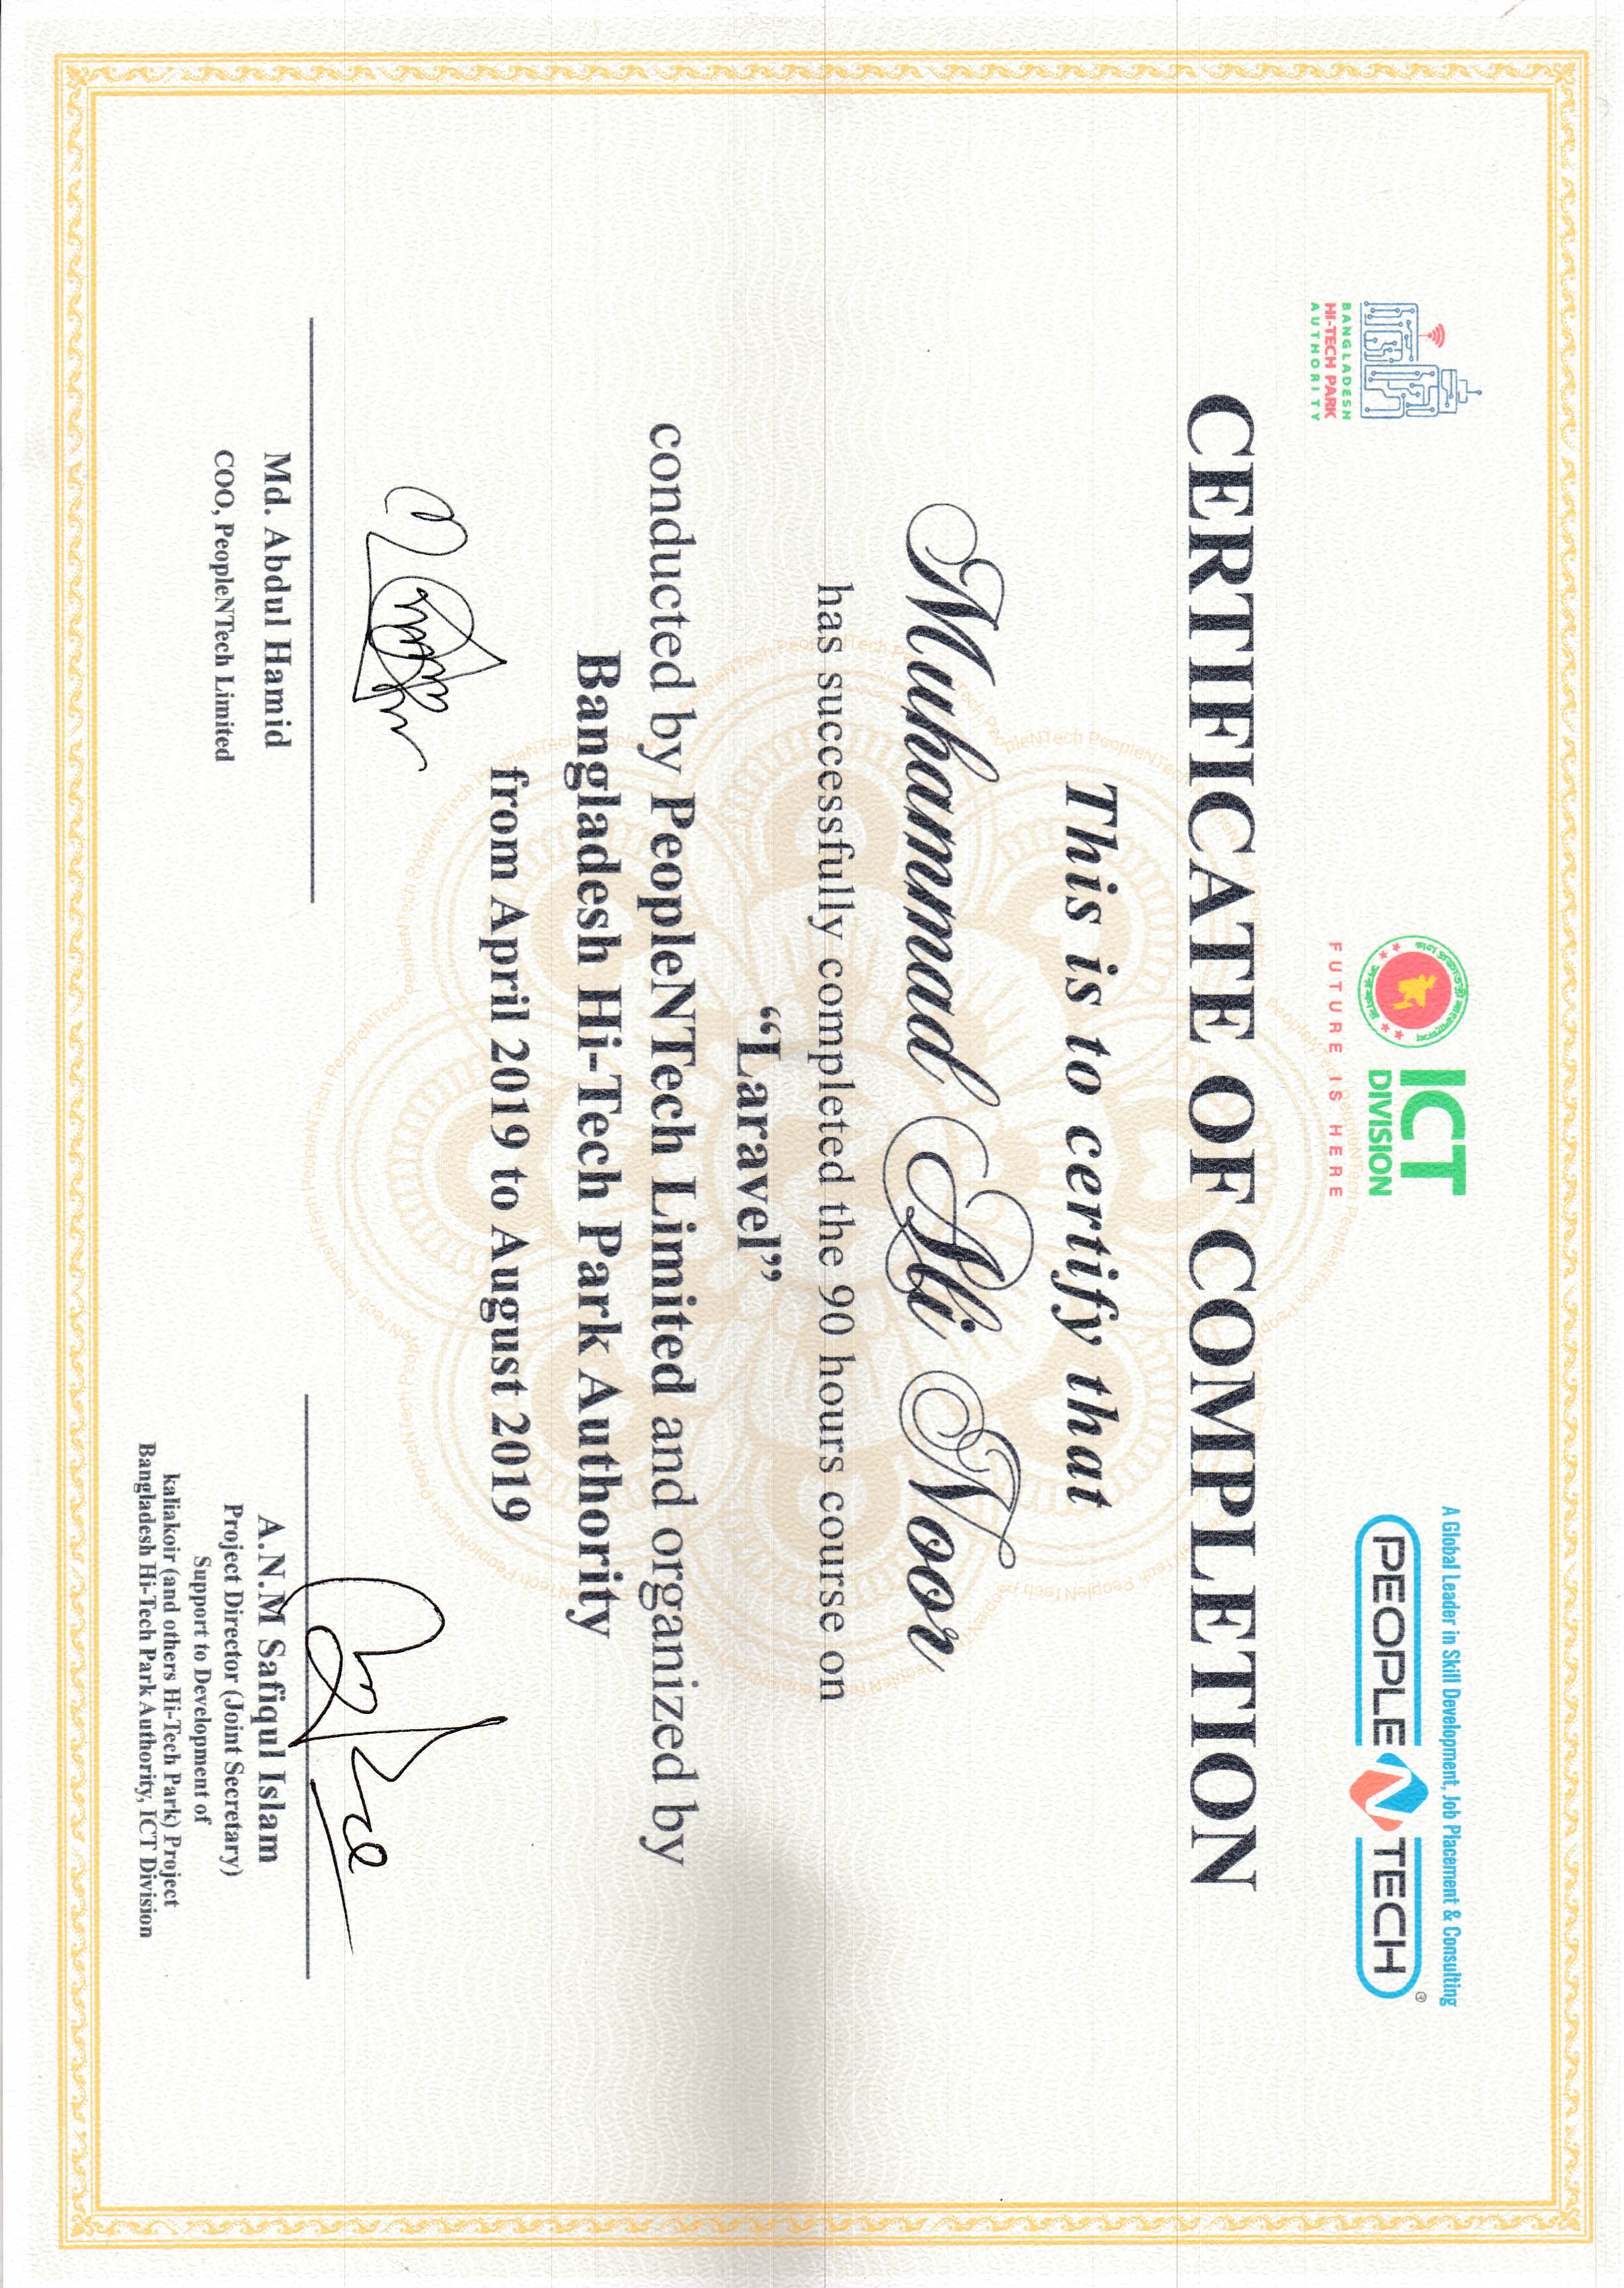 BANGLADESH
HI-TECH PARK
AUTHORITY
গণপ্রজাতন্ত্রী বাংলাদেশ
সরকার
ICT
DIVISION
FUTURE IS HERE
A Global Leader in Skill Development, Job Placement & Consulting
PEOPLE N TECH ®
CERTIFICATE OF COMPLETION
This is to certify that
Muhammad Ali Noor
has successfully completed the 90 hours course on
“Laravel”
conducted by PeopleNTech Limited and organized by
Bangladesh Hi-Tech Park Authority
from April 2019 to August 2019
Md. Abdul Hamid
COO, PeopleNTech Limited
A.N.M Safiqul Islam
Project Director (Joint Secretary)
Support to Development of
kaliakoir (and others Hi-Tech Park) Project
Bangladesh Hi-Tech Park Authority, ICT Division